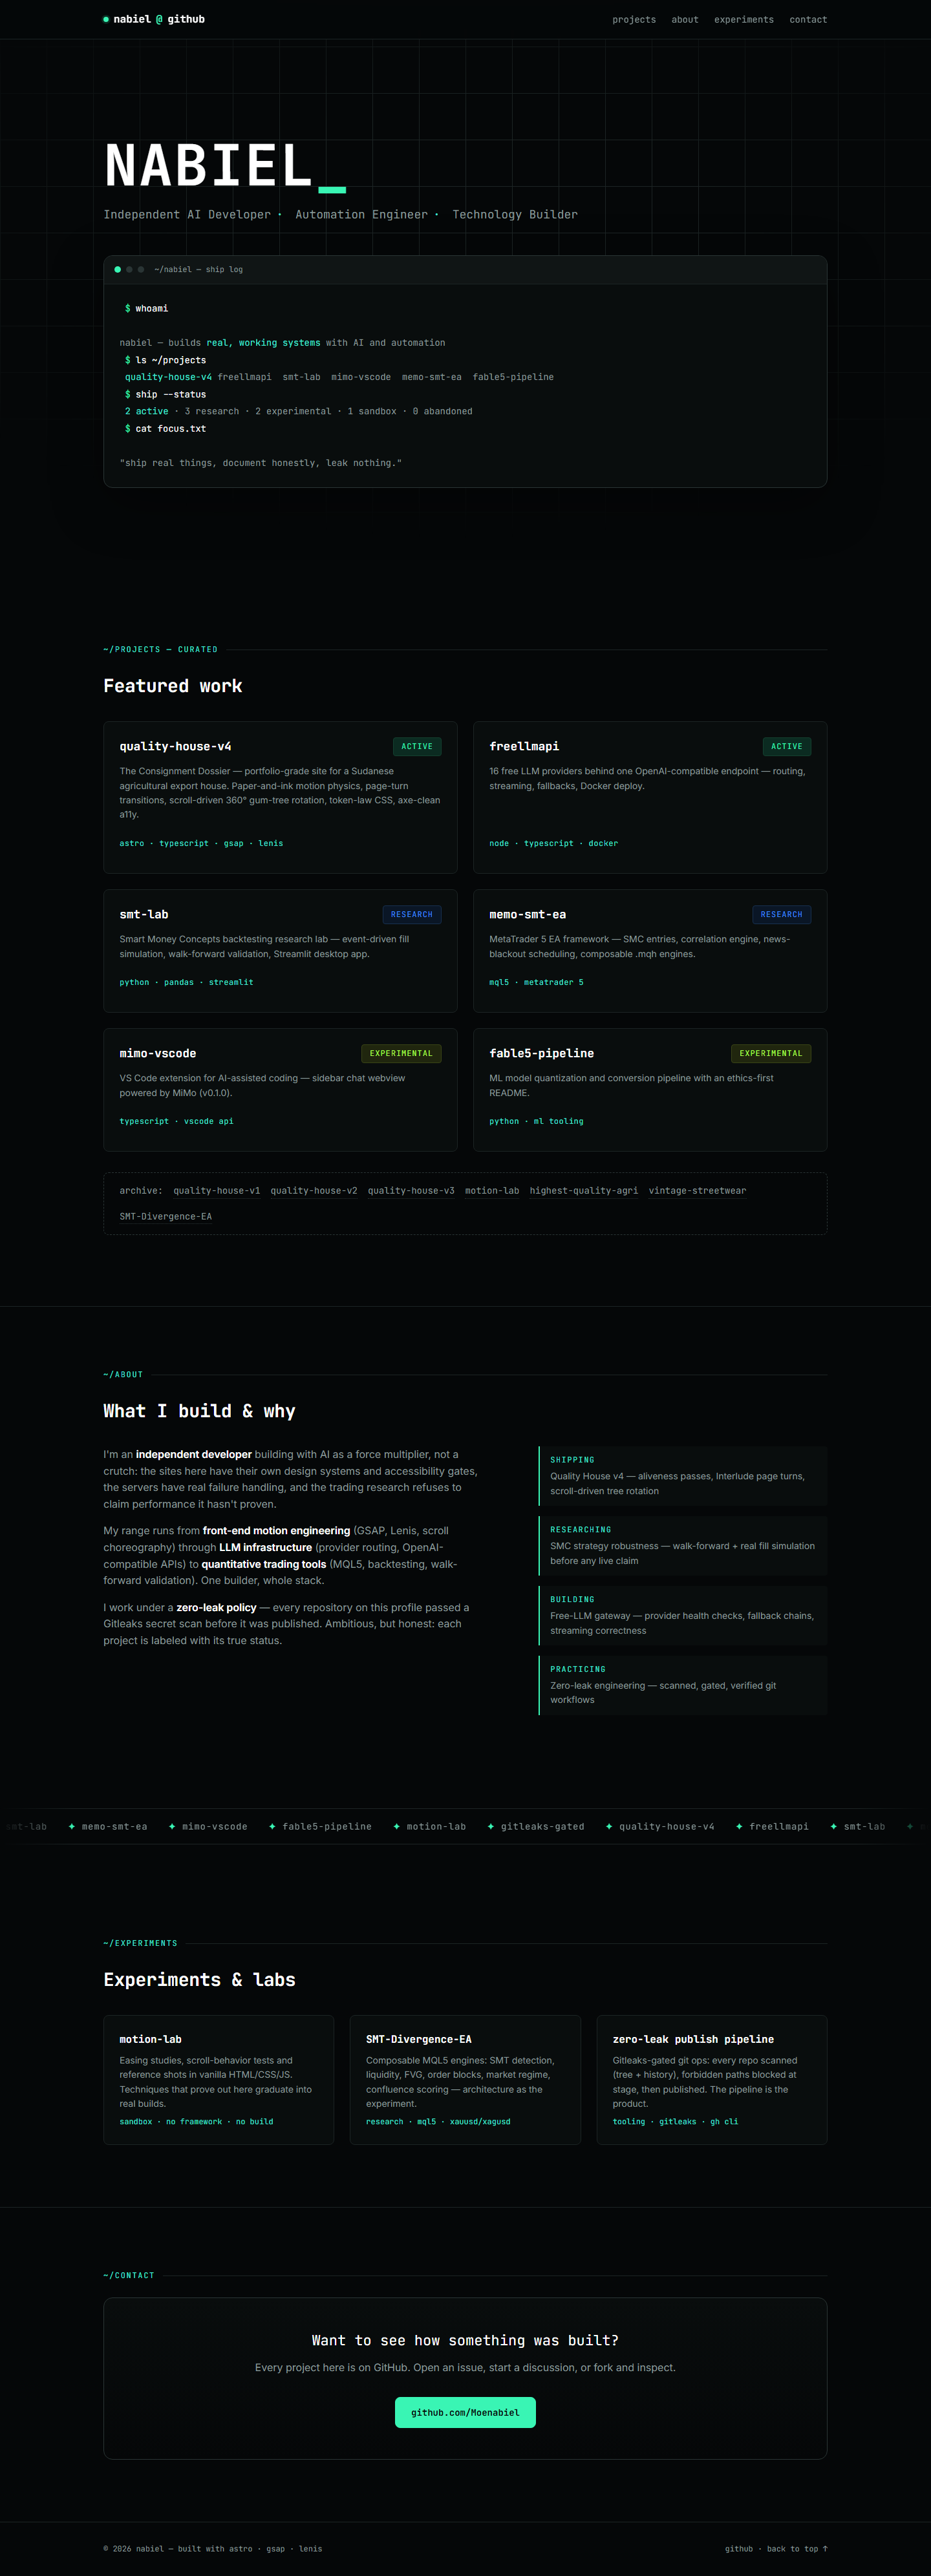 nabiel @ github
projects about experiments contact
NABIEL_
Independent AI Developer · Automation Engineer · Technology Builder
~/nabiel — ship log
$ whoami
nabiel — builds real, working systems with AI and automation
$ ls ~/projects
quality-house-v4 freellmapi smt-lab mimo-vscode memo-smt-ea fable5-pipeline
$ ship --status
2 active · 3 research · 2 experimental · 1 sandbox · 0 abandoned
$ cat focus.txt
"ship real things, document honestly, leak nothing."
~/PROJECTS — CURATED
Featured work
quality-house-v4
ACTIVE
The Consignment Dossier — portfolio-grade site for a Sudanese
agricultural export house. Paper-and-ink motion physics, page-turn
transitions, scroll-driven 360° gum-tree rotation, token-law CSS, axe-clean
a11y.
astro · typescript · gsap · lenis
freellmapi
ACTIVE
16 free LLM providers behind one OpenAI-compatible endpoint — routing,
streaming, fallbacks, Docker deploy.
node · typescript · docker
smt-lab
RESEARCH
Smart Money Concepts backtesting research lab — event-driven fill
simulation, walk-forward validation, Streamlit desktop app.
python · pandas · streamlit
memo-smt-ea
RESEARCH
MetaTrader 5 EA framework — SMC entries, correlation engine, news-
blackout scheduling, composable .mqh engines.
mql5 · metatrader 5
mimo-vscode
EXPERIMENTAL
VS Code extension for AI-assisted coding — sidebar chat webview
powered by MiMo (v0.1.0).
typescript · vscode api
fable5-pipeline
EXPERIMENTAL
ML model quantization and conversion pipeline with an ethics-first
README.
python · ml tooling
archive: quality-house-v1 quality-house-v2 quality-house-v3 motion-lab highest-quality-agri vintage-streetwear
SMT-Divergence-EA
~/ABOUT
What I build & why
I'm an independent developer building with AI as a force multiplier, not a
crutch: the sites here have their own design systems and accessibility gates,
the servers have real failure handling, and the trading research refuses to
claim performance it hasn't proven.
My range runs from front-end motion engineering (GSAP, Lenis, scroll
choreography) through LLM infrastructure (provider routing, OpenAI-
compatible APIs) to quantitative trading tools (MQL5, backtesting, walk-
forward validation). One builder, whole stack.
I work under a zero-leak policy — every repository on this profile passed a
Gitleaks secret scan before it was published. Ambitious, but honest: each
project is labeled with its true status.
SHIPPING
Quality House v4 — aliveness passes, Interlude page turns,
scroll-driven tree rotation
RESEARCHING
SMC strategy robustness — walk-forward + real fill simulation
before any live claim
BUILDING
Free-LLM gateway — provider health checks, fallback chains,
streaming correctness
PRACTICING
Zero-leak engineering — scanned, gated, verified git
workflows
smt-lab ✦ memo-smt-ea ✦ mimo-vscode ✦ fable5-pipeline ✦ motion-lab ✦ gitleaks-gated ✦ quality-house-v4 ✦ freellmapi ✦ smt-lab ✦
~/EXPERIMENTS
Experiments & labs
motion-lab
Easing studies, scroll-behavior tests and
reference shots in vanilla HTML/CSS/JS.
Techniques that prove out here graduate into
real builds.
sandbox · no framework · no build
SMT-Divergence-EA
Composable MQL5 engines: SMT detection,
liquidity, FVG, order blocks, market regime,
confluence scoring — architecture as the
experiment.
research · mql5 · xauusd/xagusd
zero-leak publish pipeline
Gitleaks-gated git ops: every repo scanned
(tree + history), forbidden paths blocked at
stage, then published. The pipeline is the
product.
tooling · gitleaks · gh cli
~/CONTACT
Want to see how something was built?
Every project here is on GitHub. Open an issue, start a discussion, or fork and inspect.
github.com/Moenabiel
© 2026 nabiel — built with astro · gsap · lenis
github · back to top ↑